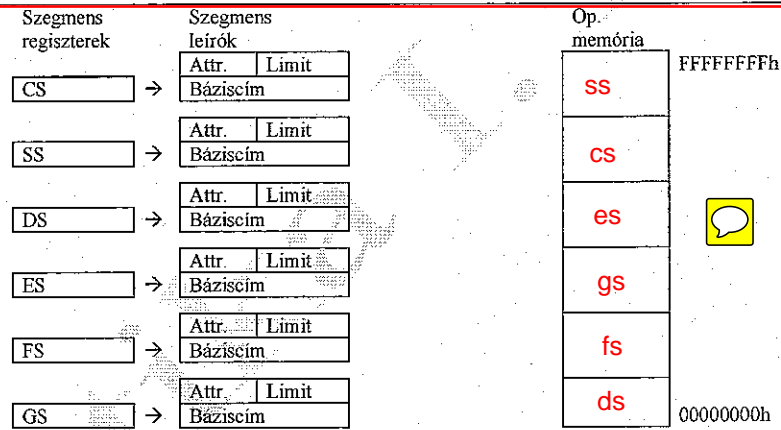 Szegmens
regiszterek
Szegmens
leírók
Op.
memória
FFFFFFFFh
Attr. Limit
CS → Báziscím
ss
Attr. Limit
SS → Báziscím
cs
Attr. Limit
DS → Báziscím
es
Attr. Limit
ES → Báziscím
gs
Attr. Limit
FS → Báziscím
fs
Attr. Limit
GS → Báziscím
ds
00000000h